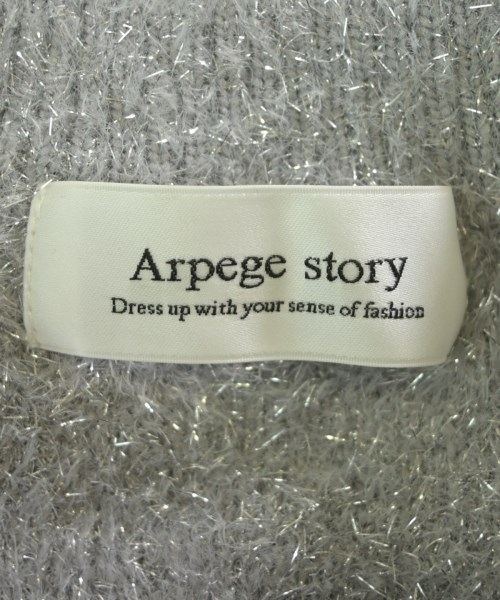 Arpege story
Dress up with your sense of fashion